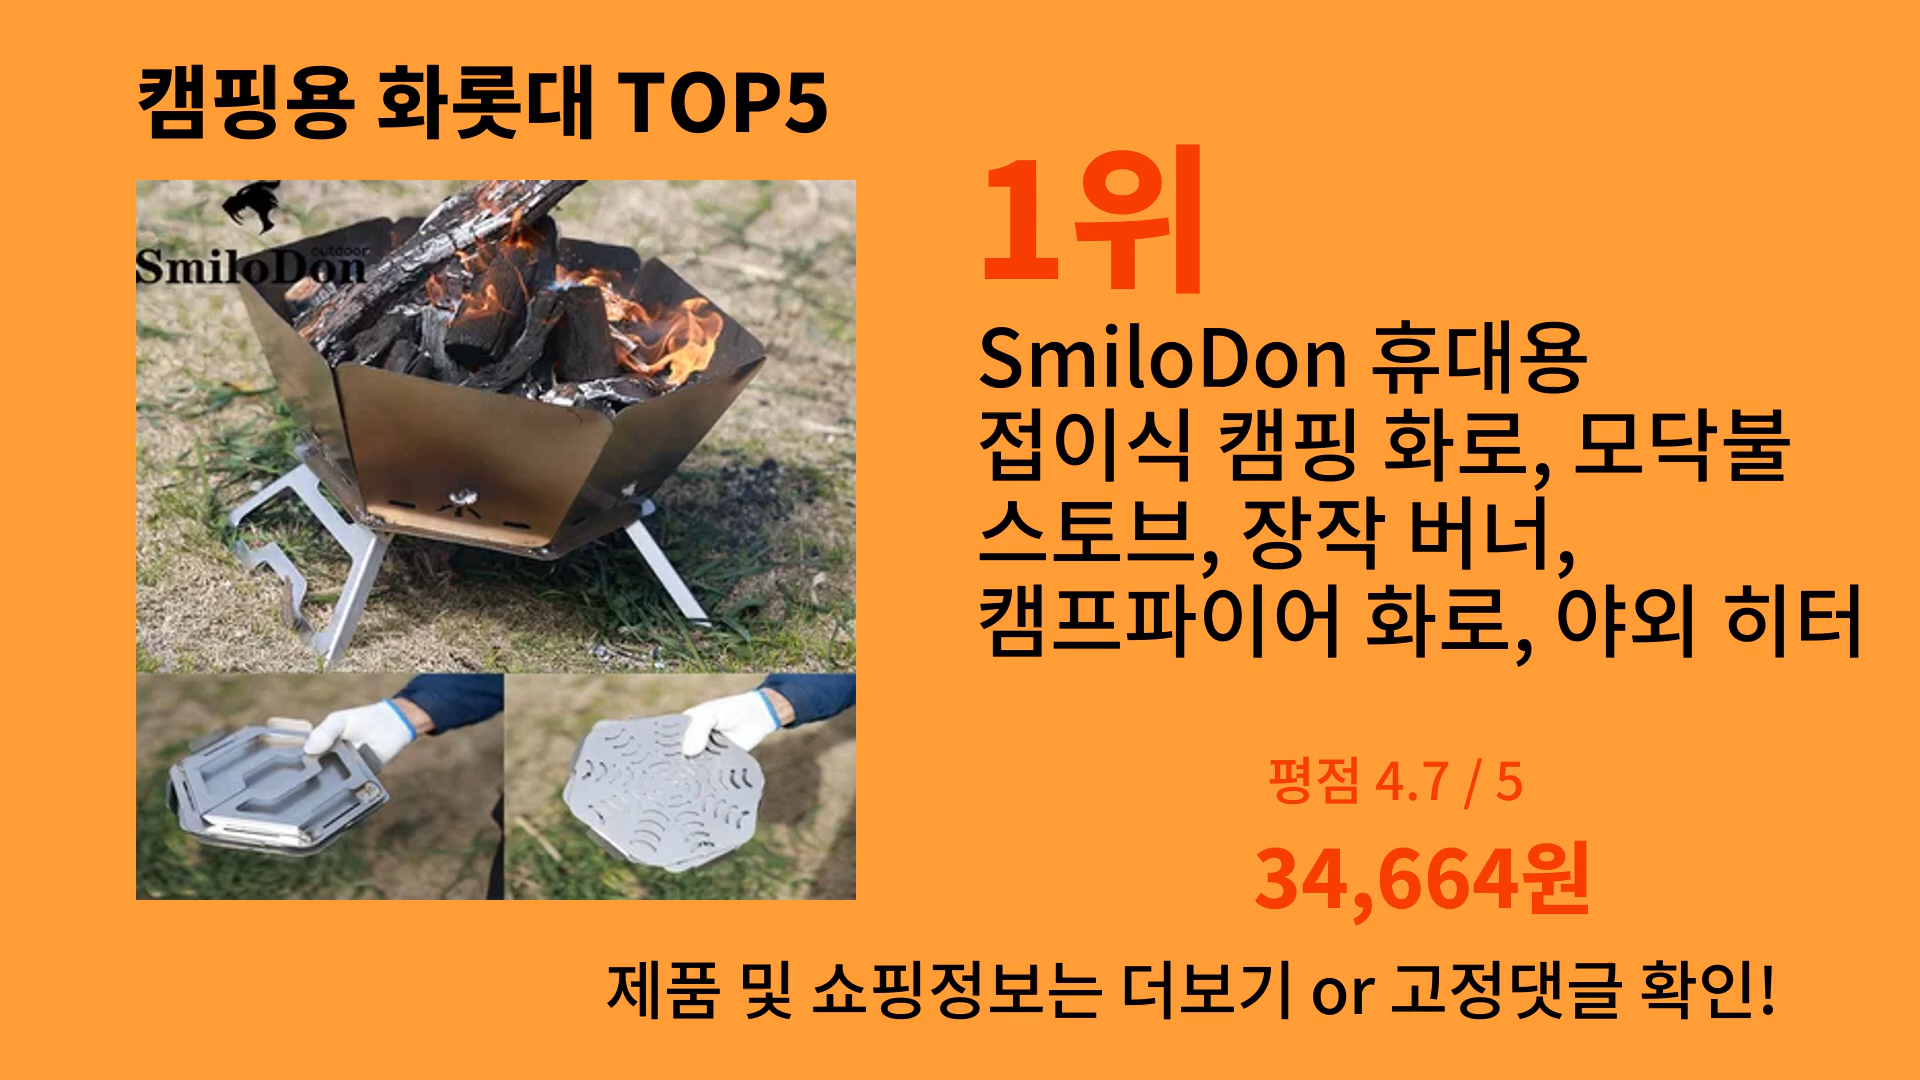 캠핑용 화롯대 TOP5
SmiloDon
outdoor
1위
SmiloDon 휴대용
접이식 캠핑 화로, 모닥불
스토브, 장작 버너,
캠프파이어 화로, 야외 히터
평점 4.7 / 5
34,664원
제품 및 쇼핑정보는 더보기 or 고정댓글 확인!